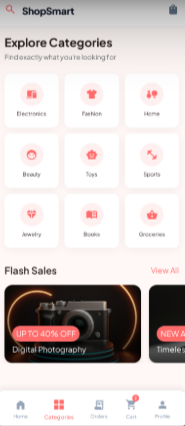 ShopSmart
Explore Categories
Find exactly what you're looking for
Electronics
Fashion
Home
Beauty
Toys
Sports
Jewelry
Books
Groceries
Flash Sales
View All
UP TO 40% OFF
Digital Photography
NEW A
Timeles
Home
Categories
Orders
Cart
Profile